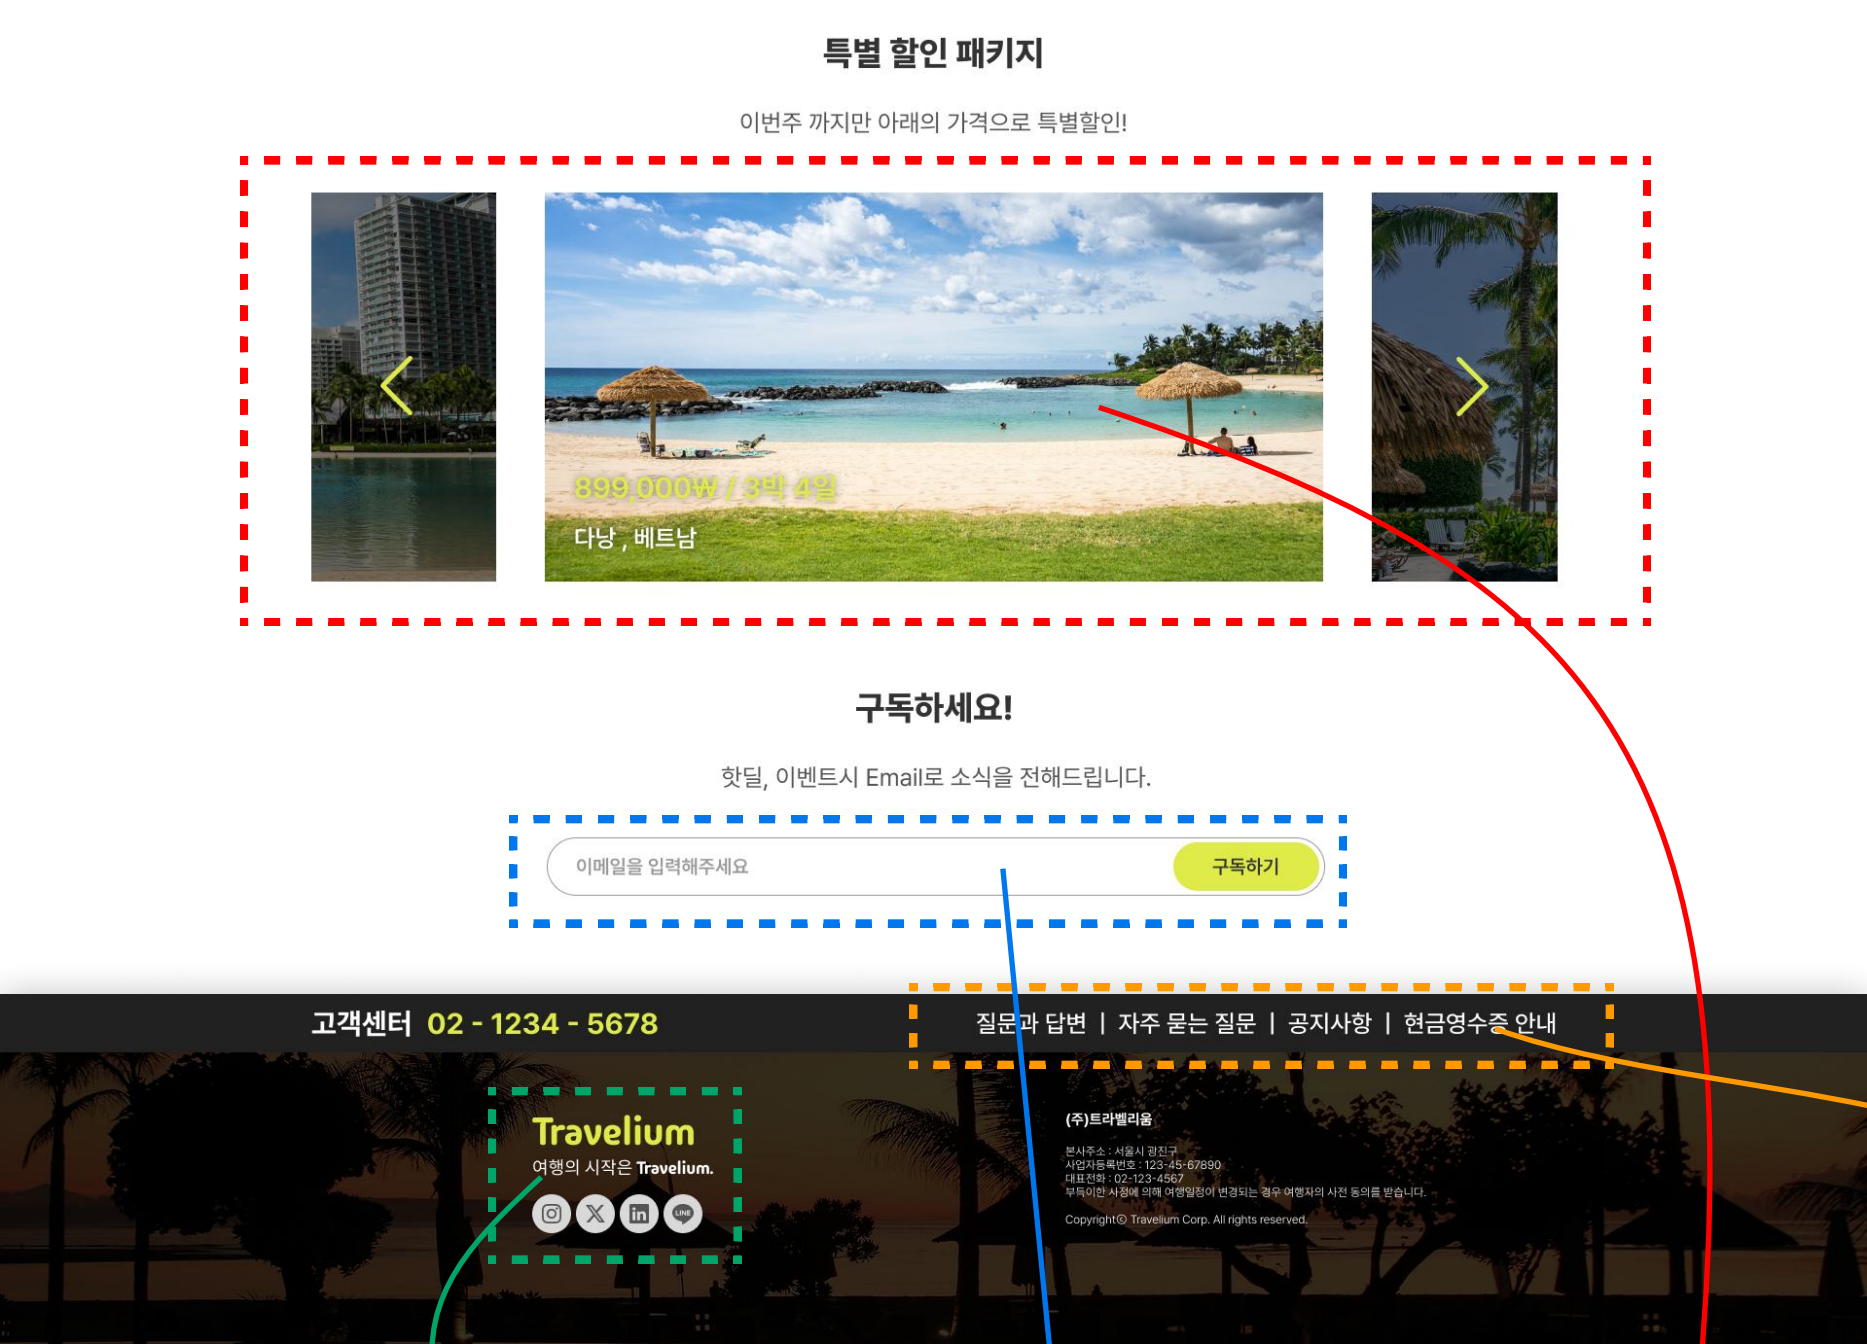 특별 할인 패키지
이번주 까지만 아래의 가격으로 특별할인!
899,000₩ / 3박 4일
다낭 , 베트남
구독하세요!
핫딜, 이벤트시 Email로 소식을 전해드립니다.
이메일을 입력해주세요
구독하기
고객센터 02 - 1234 - 5678
질문과 답변 | 자주 묻는 질문 | 공지사항 | 현금영수증 안내
Travelium
여행의 시작은 Travelium.
LINE
(주)트라벨리움
본사주소 : 서울시 광진구
사업자등록번호 : 123-45-67890
대표전화 : 02-123-4567
부득이한 사정에 의해 여행일정이 변경되는 경우 여행자의 사전 동의를 받습니다.
Copyright© Travelium Corp. All rights reserved.